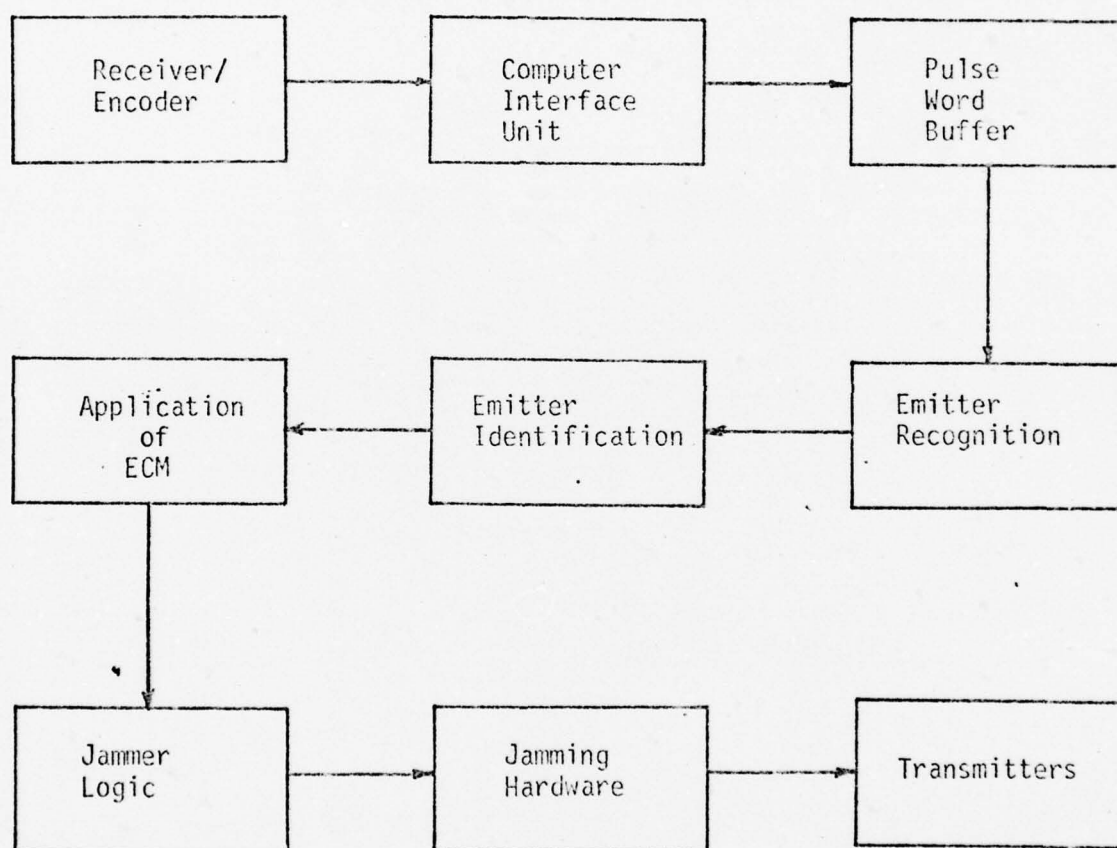 Receiver/
Encoder
Computer
Interface
Unit
Pulse
Word
Buffer
Application
of
ECM
Emitter
Identification
Emitter
Recognition
Jammer
Logic
Jamming
Hardware
Transmitters